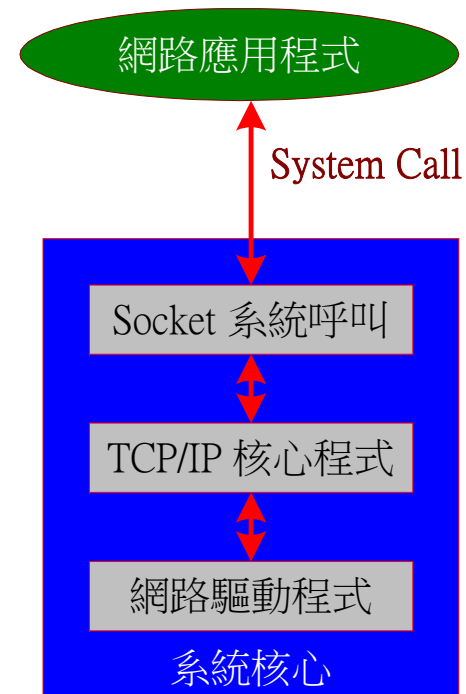 網路應用程式
System Call
Socket 系統呼叫
TCP/IP 核心程式
網路驅動程式
系統核心